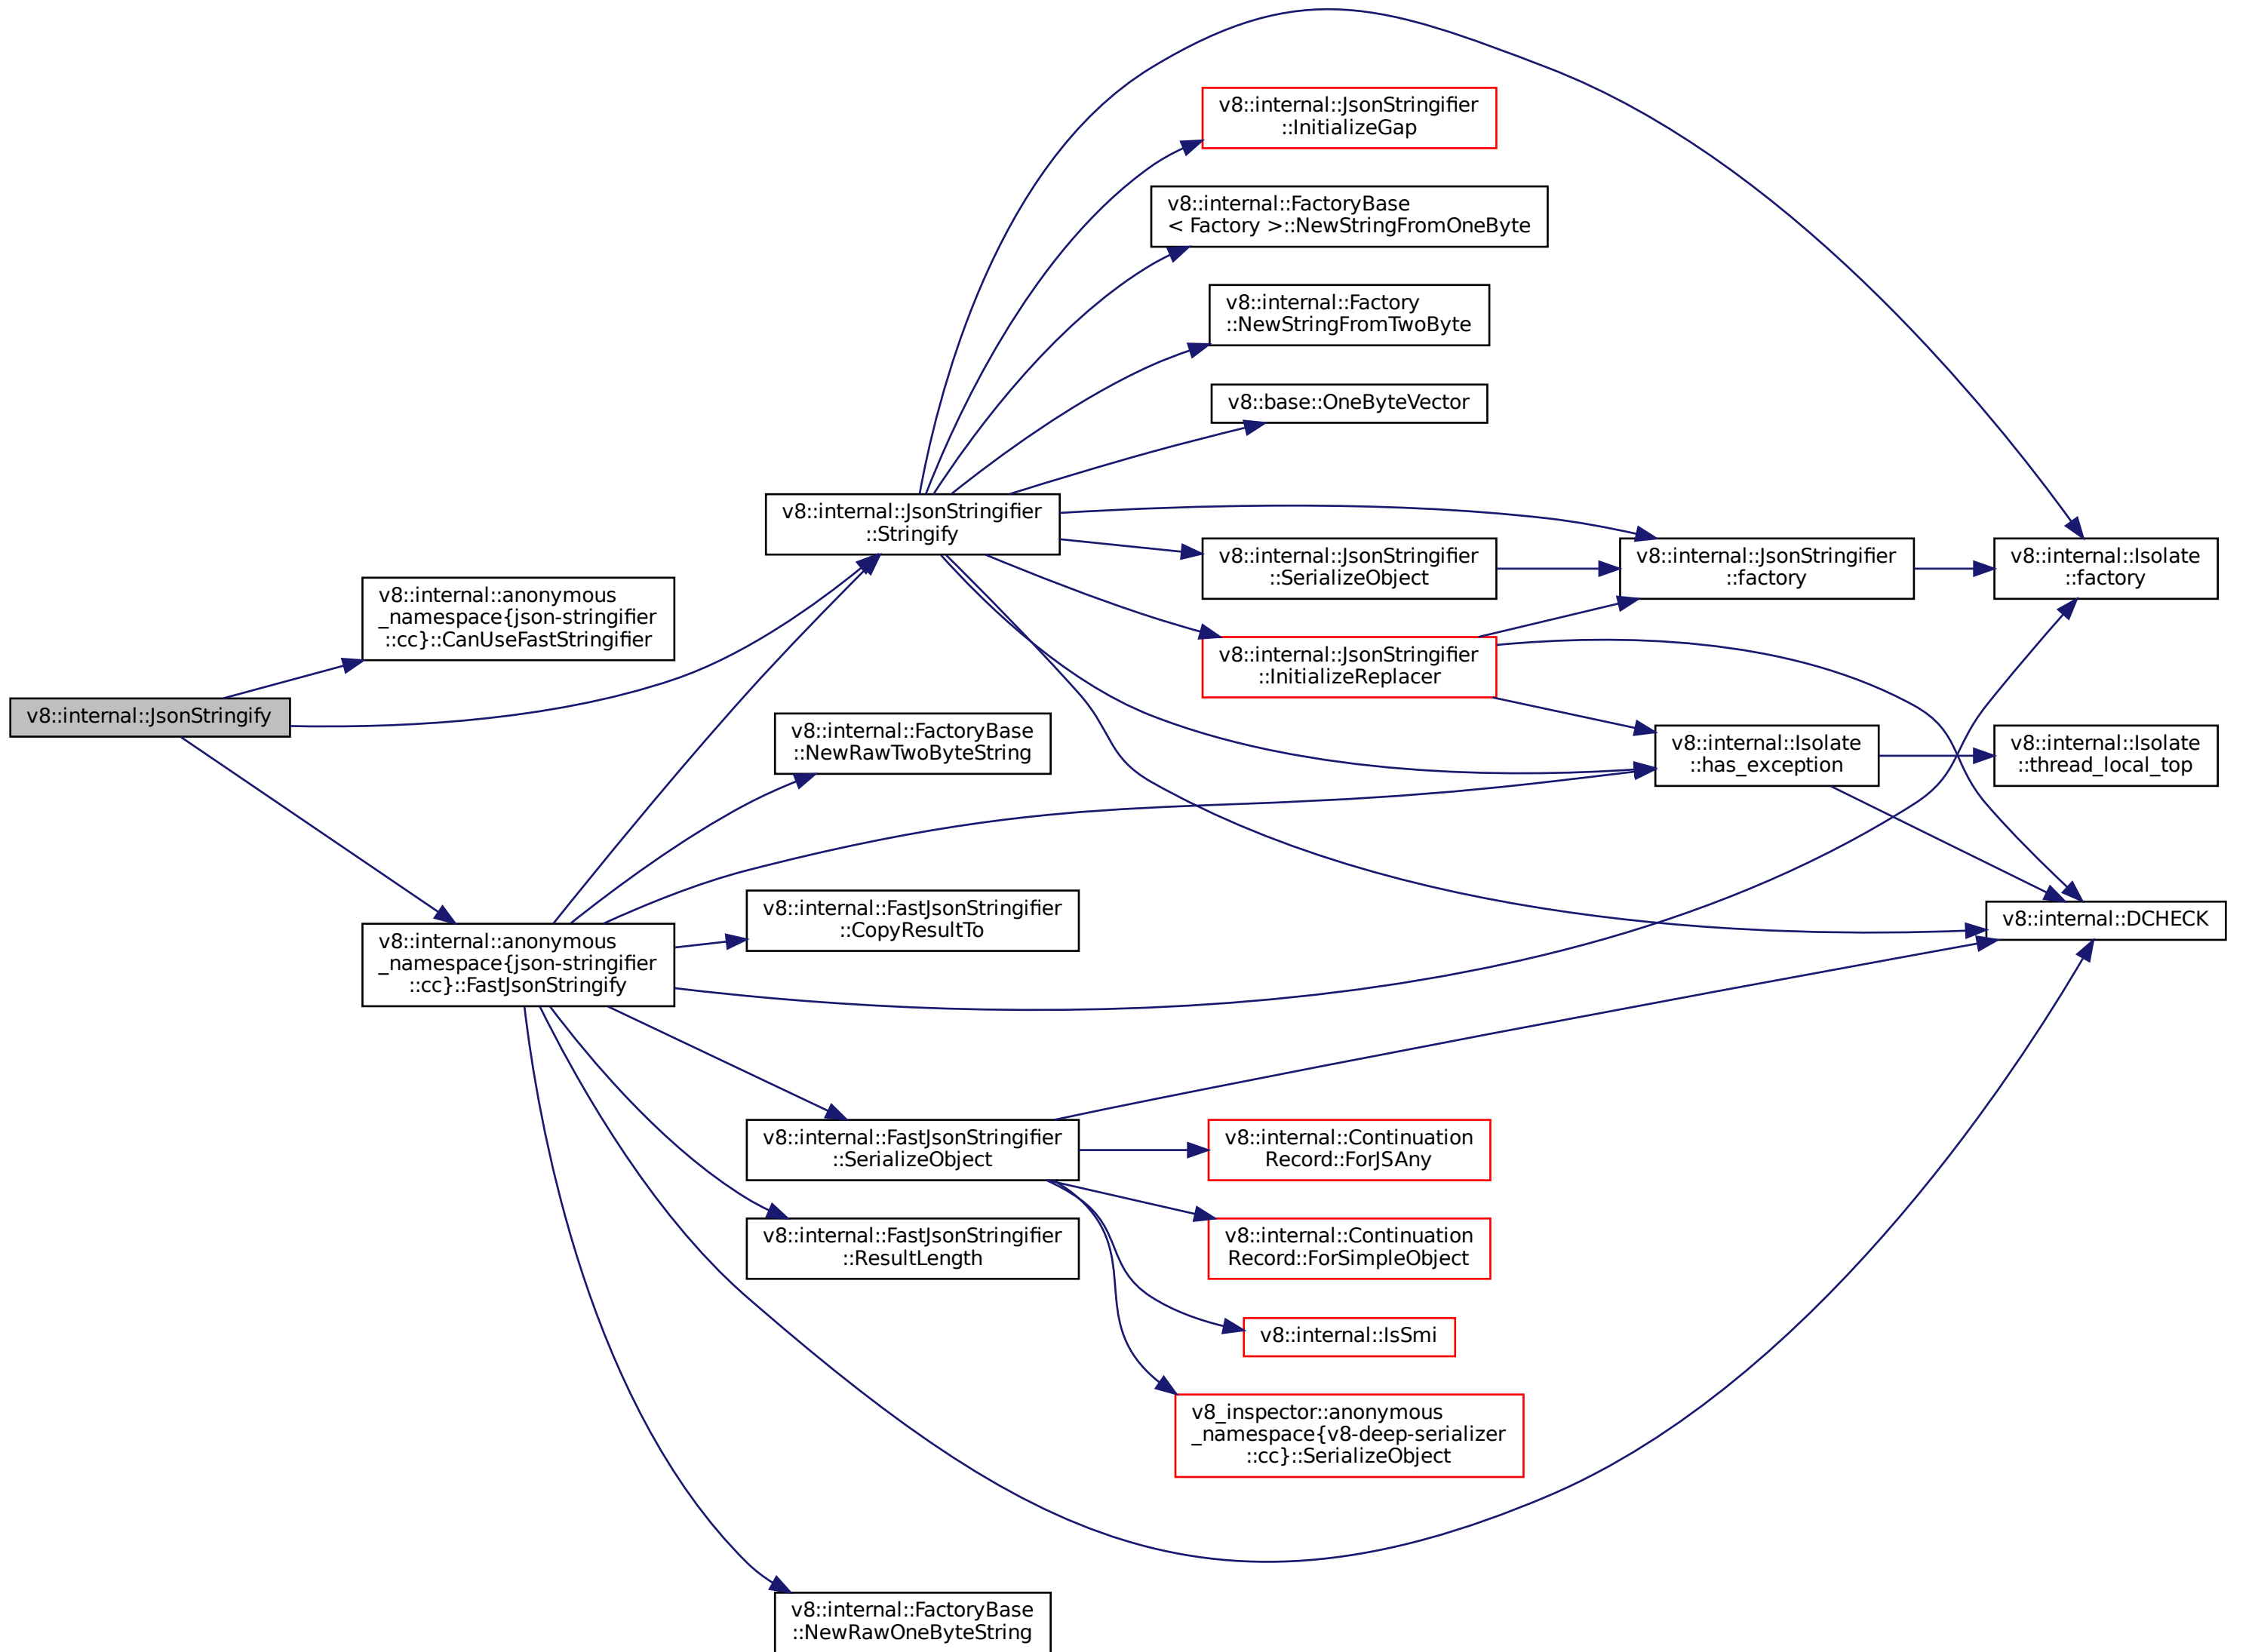 v8::internal::JsonStringifier
::InitializeGap
v8::internal::FactoryBase
< Factory >::NewStringFromOneByte
v8::internal::Factory
::NewStringFromTwoByte
v8::base::OneByteVector
v8::internal::JsonStringifier
::Stringify
v8::internal::JsonStringifier
::SerializeObject
v8::internal::JsonStringifier
::factory
v8::internal::Isolate
::factory
v8::internal::anonymous
_namespace{json-stringifier
::cc}::CanUseFastStringifier
v8::internal::JsonStringifier
::InitializeReplacer
v8::internal::JsonStringify
v8::internal::FactoryBase
::NewRawTwoByteString
v8::internal::Isolate
::has_exception
v8::internal::Isolate
::thread_local_top
v8::internal::FastJsonStringifier
::CopyResultTo
v8::internal::DCHECK
v8::internal::anonymous
_namespace{json-stringifier
::cc}::FastJsonStringify
v8::internal::FastJsonStringifier
::SerializeObject
v8::internal::Continuation
Record::ForJSAny
v8::internal::FastJsonStringifier
::ResultLength
v8::internal::Continuation
Record::ForSimpleObject
v8::internal::IsSmi
v8_inspector::anonymous
_namespace{v8-deep-serializer
::cc}::SerializeObject
v8::internal::FactoryBase
::NewRawOneByteString